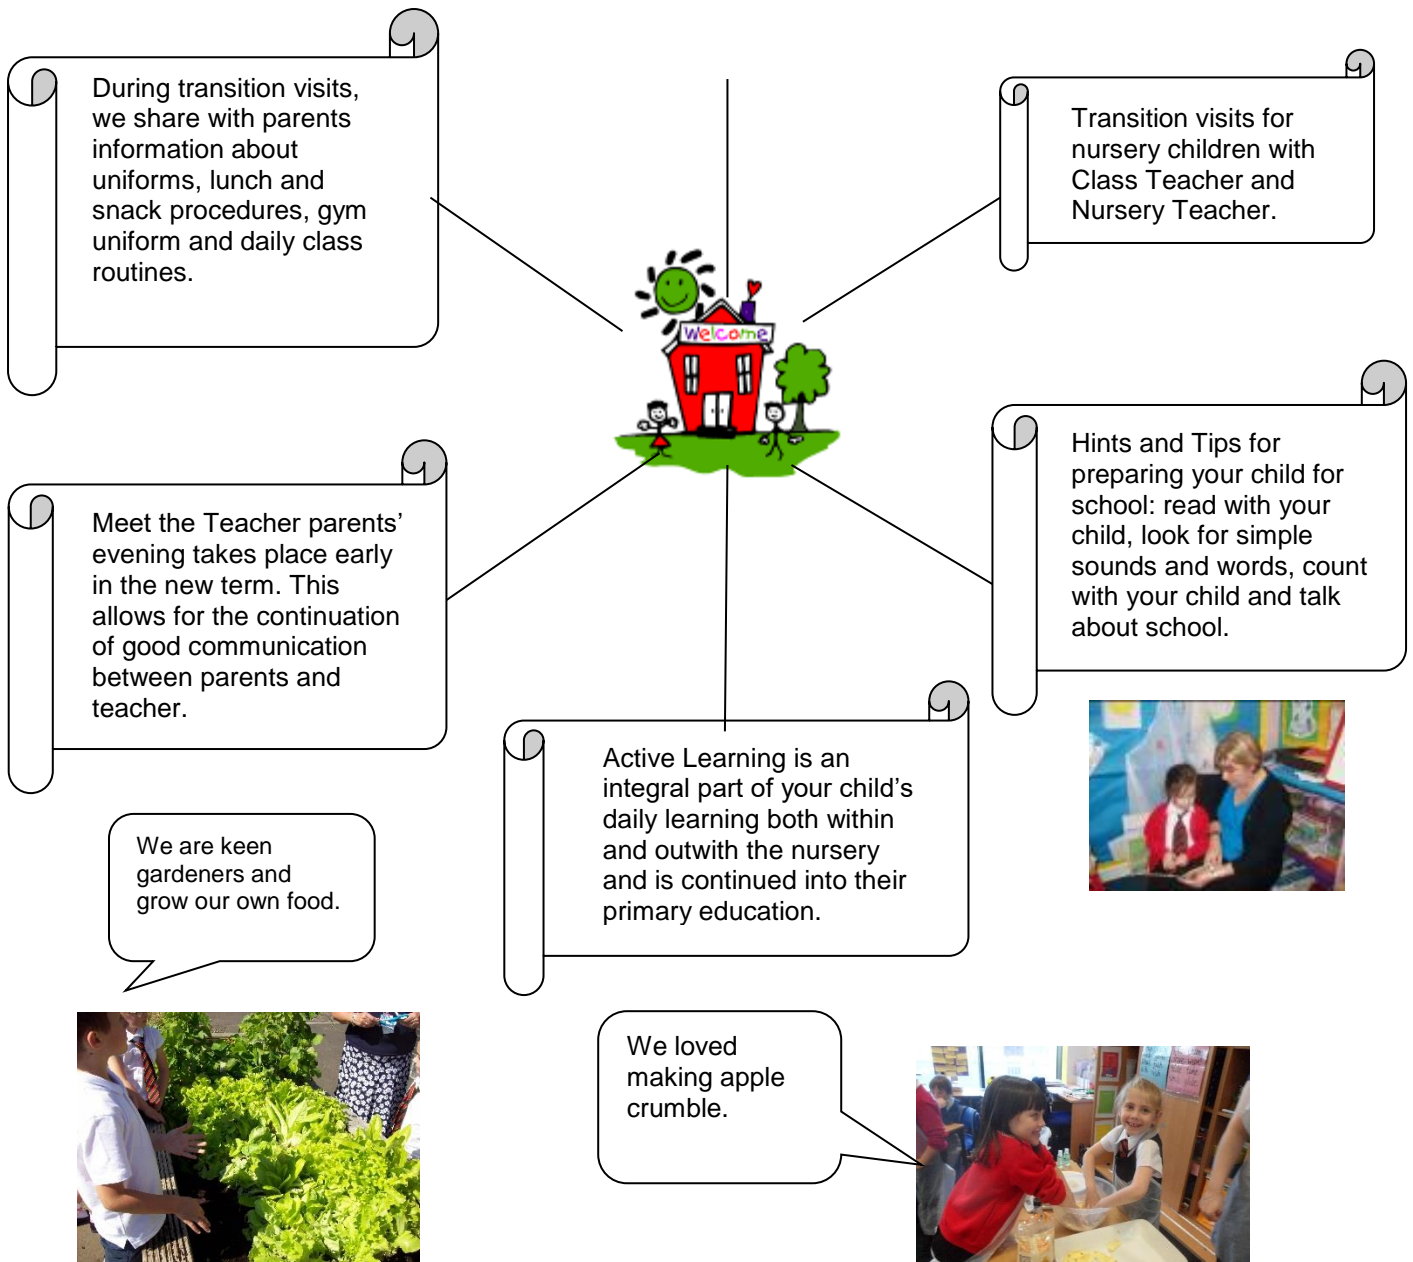 During transition visits,
we share with parents
information about
uniforms, lunch and
snack procedures, gym
uniform and daily class
routines.
Transition visits for
nursery children with
Class Teacher and
Nursery Teacher.
Welcome
Hints and Tips for
preparing your child for
school: read with your
child, look for simple
sounds and words, count
with your child and talk
about school.
Meet the Teacher parents’
evening takes place early
in the new term. This
allows for the continuation
of good communication
between parents and
teacher.
Active Learning is an
integral part of your child’s
daily learning both within
and outwith the nursery
and is continued into their
primary education.
We are keen
gardeners and
grow our own food.
We loved
making apple
crumble.